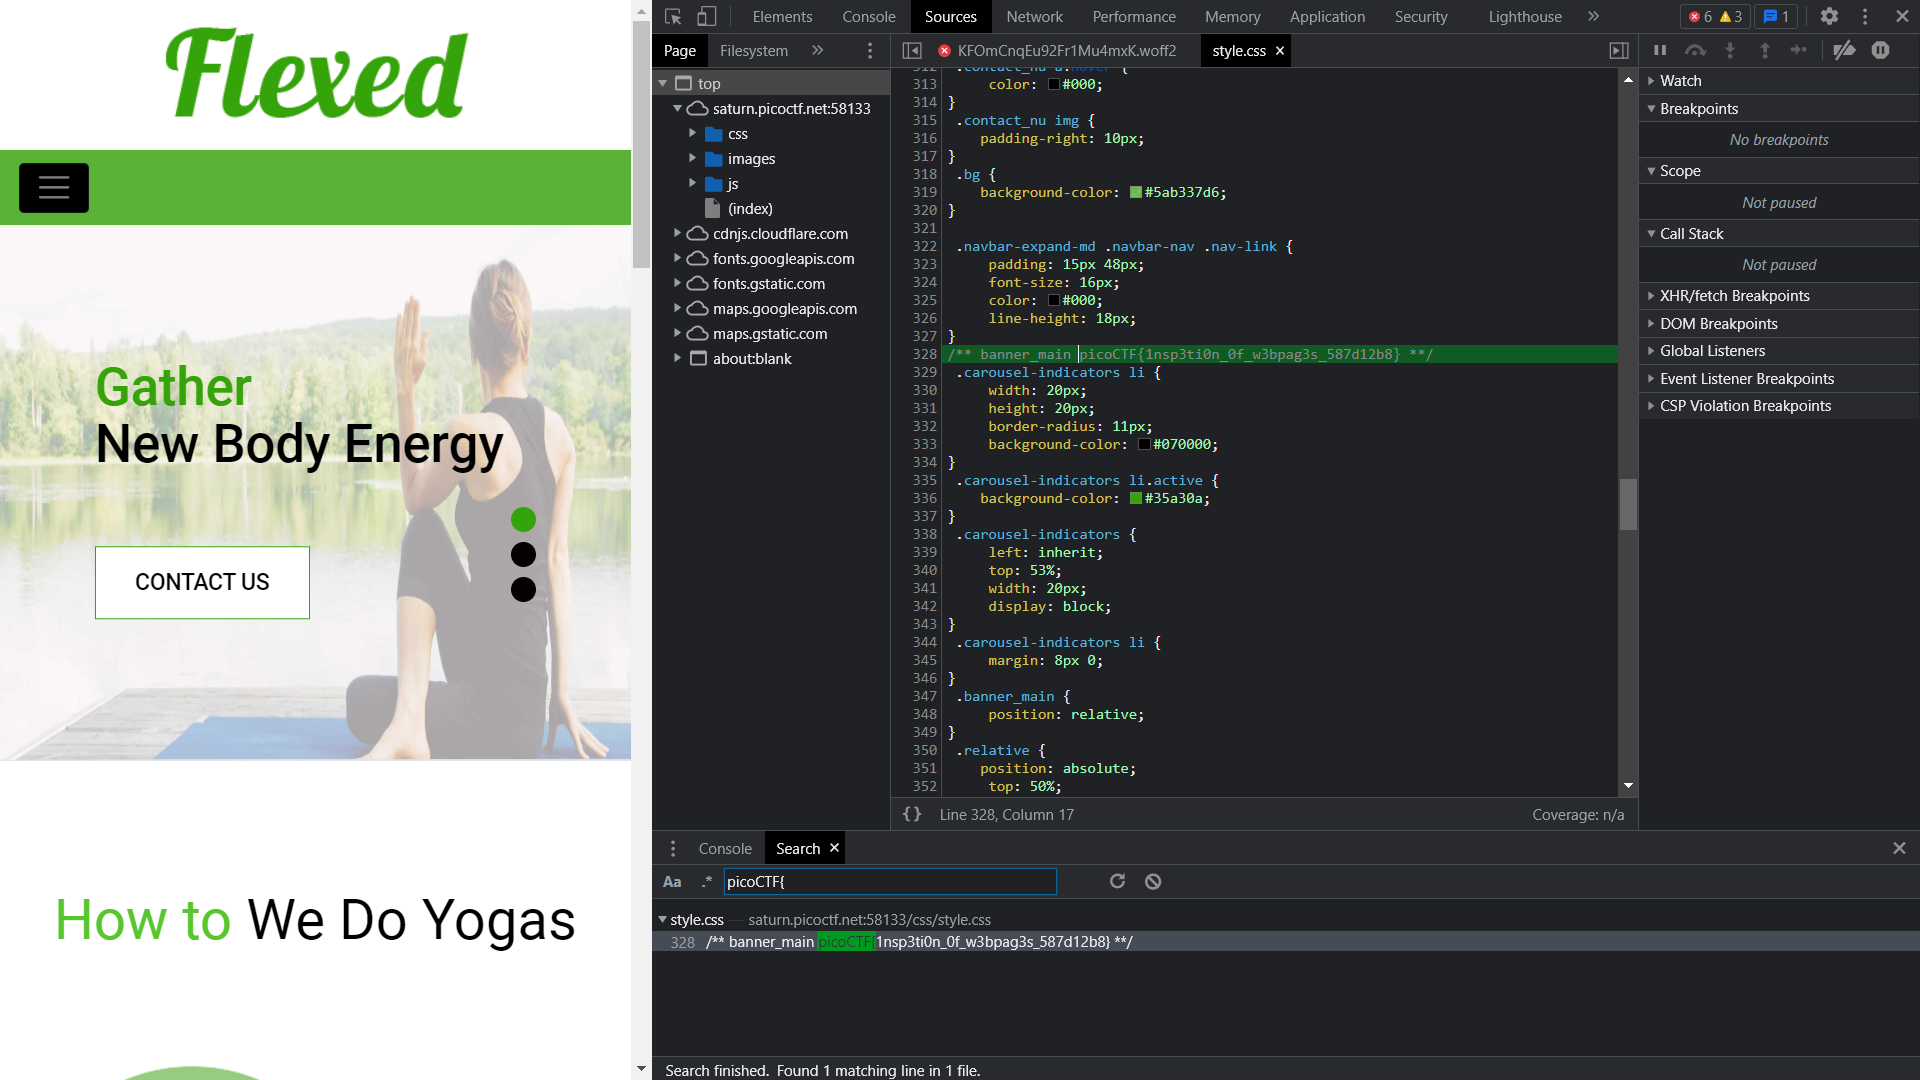 Flexed
Gather
New Body Energy
CONTACT US
How to We Do Yogas
Elements Console Sources Network Performance Memory Application Security Lighthouse » 6 3 1
Page Filesystem »
KFOmCnqEu92Fr1Mu4mxK.woff2 style.css ×
top
saturn.picoctf.net:58133
css
images
js
(index)
cdnjs.cloudflare.com
fonts.googleapis.com
fonts.gstatic.com
maps.googleapis.com
maps.gstatic.com
about:blank
312 .contact_nu a:hover {
313 color: #000;
314 }
315 .contact_nu img {
316 padding-right: 10px;
317 }
318 .bg {
319 background-color: #5ab337d6;
320 }
321
322 .navbar-expand-md .navbar-nav .nav-link {
323 padding: 15px 48px;
324 font-size: 16px;
325 color: #000;
326 line-height: 18px;
327 }
328 /** banner_main picoCTF{1nsp3ti0n_0f_w3bpag3s_587d12b8} **/
329 .carousel-indicators li {
330 width: 20px;
331 height: 20px;
332 border-radius: 11px;
333 background-color: #070000;
334 }
335 .carousel-indicators li.active {
336 background-color: #35a30a;
337 }
338 .carousel-indicators {
339 left: inherit;
340 top: 53%;
341 width: 20px;
342 display: block;
343 }
344 .carousel-indicators li {
345 margin: 8px 0;
346 }
347 .banner_main {
348 position: relative;
349 }
350 .relative {
351 position: absolute;
352 top: 50%;
{} Line 328, Column 17 Coverage: n/a
Watch
Breakpoints
No breakpoints
Scope
Not paused
Call Stack
Not paused
XHR/fetch Breakpoints
DOM Breakpoints
Global Listeners
Event Listener Breakpoints
CSP Violation Breakpoints
Console Search ×
Aa .* picoCTF{
style.css — saturn.picoctf.net:58133/css/style.css
328 /** banner_main picoCTF{1nsp3ti0n_0f_w3bpag3s_587d12b8} **/
Search finished. Found 1 matching line in 1 file.